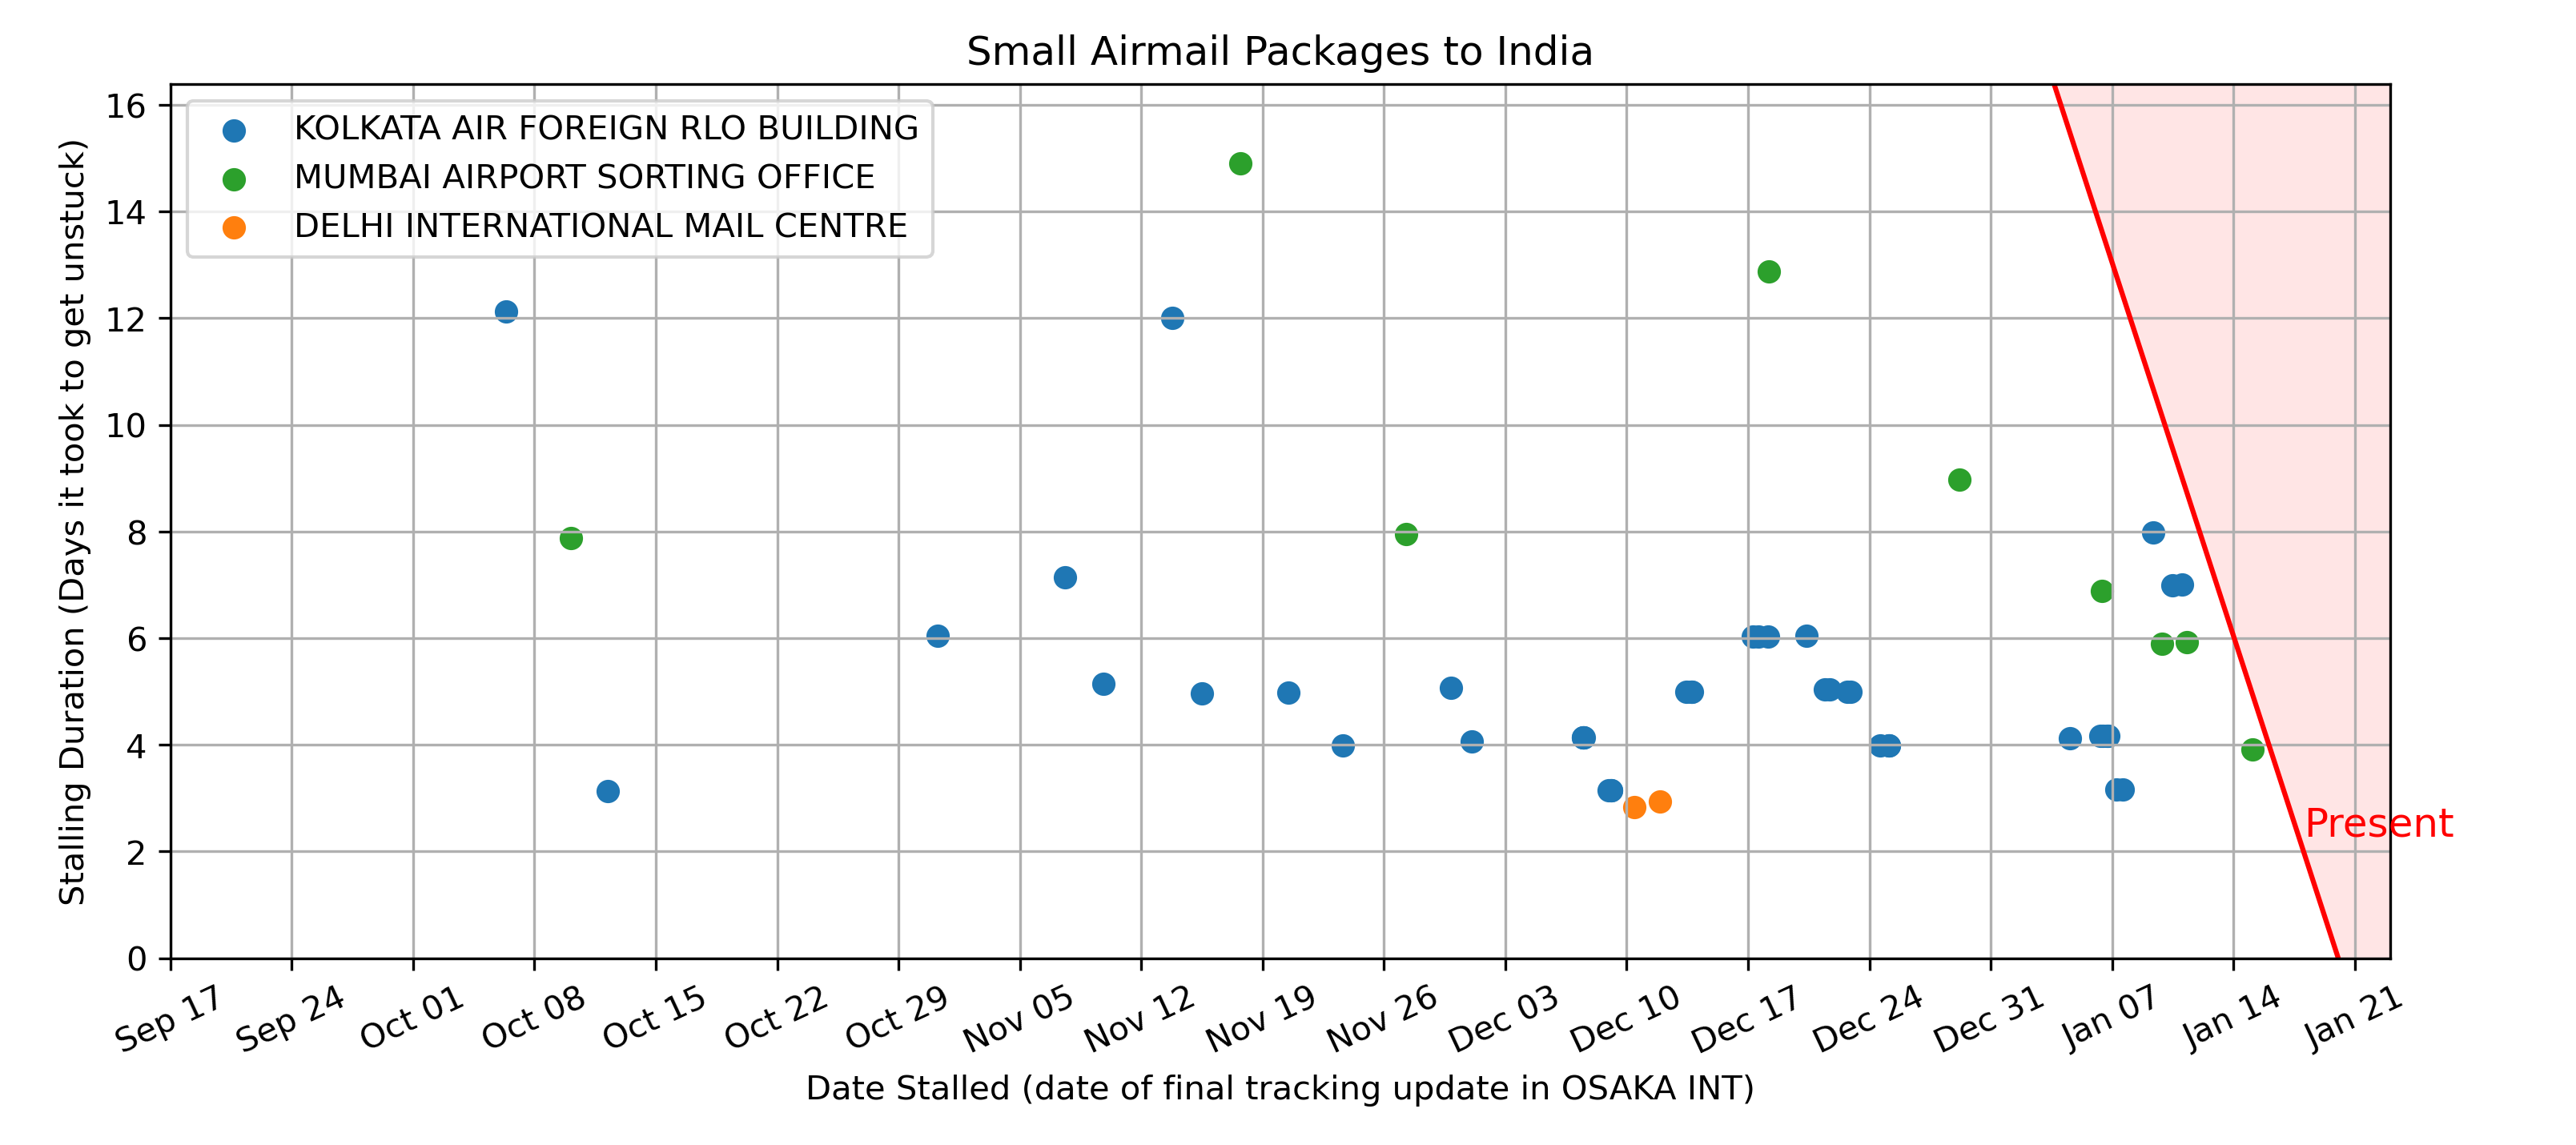 Small Airmail Packages to India
KOLKATA AIR FOREIGN RLO BUILDING
MUMBAI AIRPORT SORTING OFFICE
DELHI INTERNATIONAL MAIL CENTRE
Stalling Duration (Days it took to get unstuck)
16
14
12
10
8
6
4
2
0
Present
Sep 17
Sep 24
Oct 01
Oct 08
Oct 15
Oct 22
Oct 29
Nov 05
Nov 12
Nov 19
Nov 26
Dec 03
Dec 10
Dec 17
Dec 24
Dec 31
Jan 07
Jan 14
Jan 21
Date Stalled (date of final tracking update in OSAKA INT)